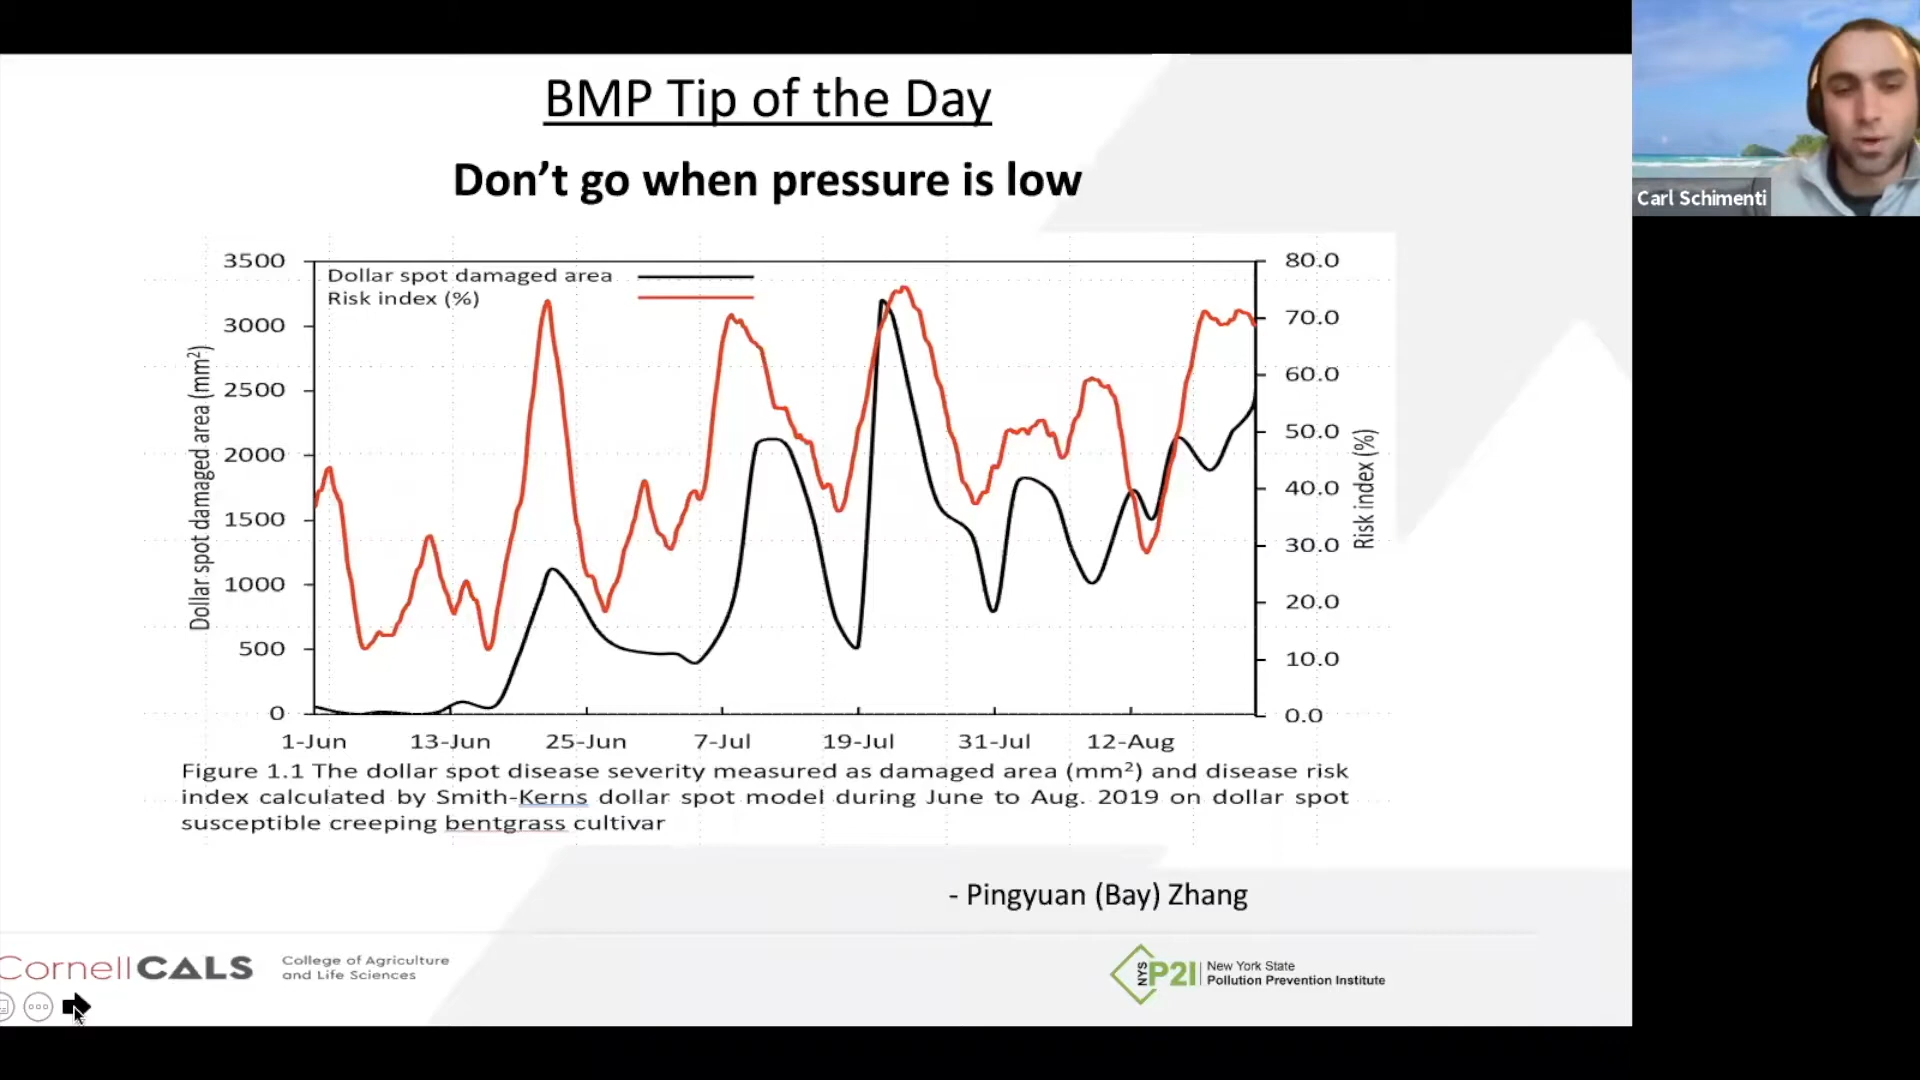 BMP Tip of the Day
Don't go when pressure is low
Carl Schimenti
Dollar spot damaged area
Risk index (%)
3500
3000
2500
2000
1500
1000
500
0
Dollar spot damaged area (mm²)
80.0
70.0
60.0
50.0
40.0
30.0
20.0
10.0
0.0
Risk index (%)
1-Jun 13-Jun 25-Jun 7-Jul 19-Jul 31-Jul 12-Aug
Figure 1.1 The dollar spot disease severity measured as damaged area (mm²) and disease risk
index calculated by Smith-Kerns dollar spot model during June to Aug. 2019 on dollar spot
susceptible creeping bentgrass cultivar
- Pingyuan (Bay) Zhang
CornellCALS
College of Agriculture
and Life Sciences
NYS P2I
New York State
Pollution Prevention Institute